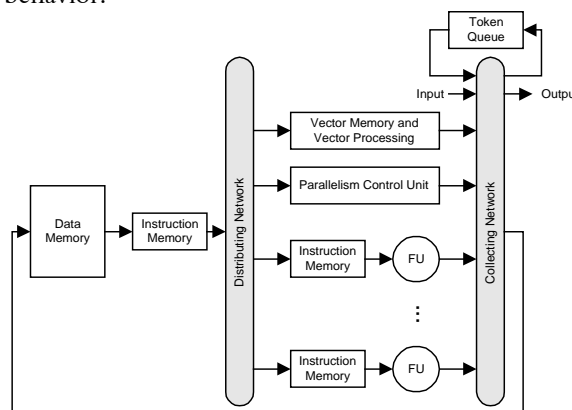 behavior.
Token
Queue
Input
Output
Vector Memory and
Vector Processing
Parallelism Control Unit
Data
Memory
Instruction
Memory
Distributing Network
Collecting Network
Instruction
Memory
FU
...
Instruction
Memory
FU